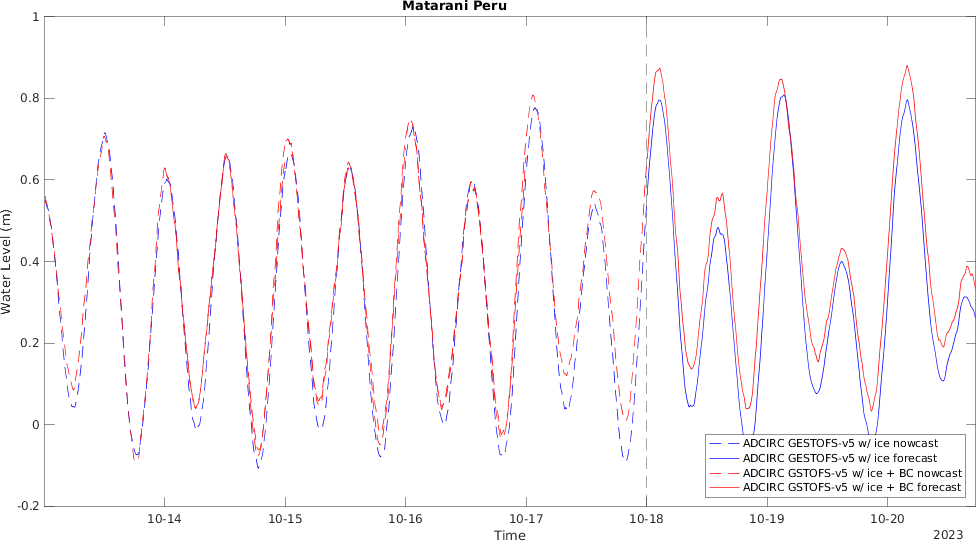 Matarani Peru
1
0.8
0.6
0.4
0.2
0
-0.2
Water Level (m)
10-14 10-15 10-16 10-17 10-18 10-19 10-20
Time
2023
ADCIRC GESTOFS-v5 w/ ice nowcast
ADCIRC GESTOFS-v5 w/ ice forecast
ADCIRC GSTOFS-v5 w/ ice + BC nowcast
ADCIRC GSTOFS-v5 w/ ice + BC forecast